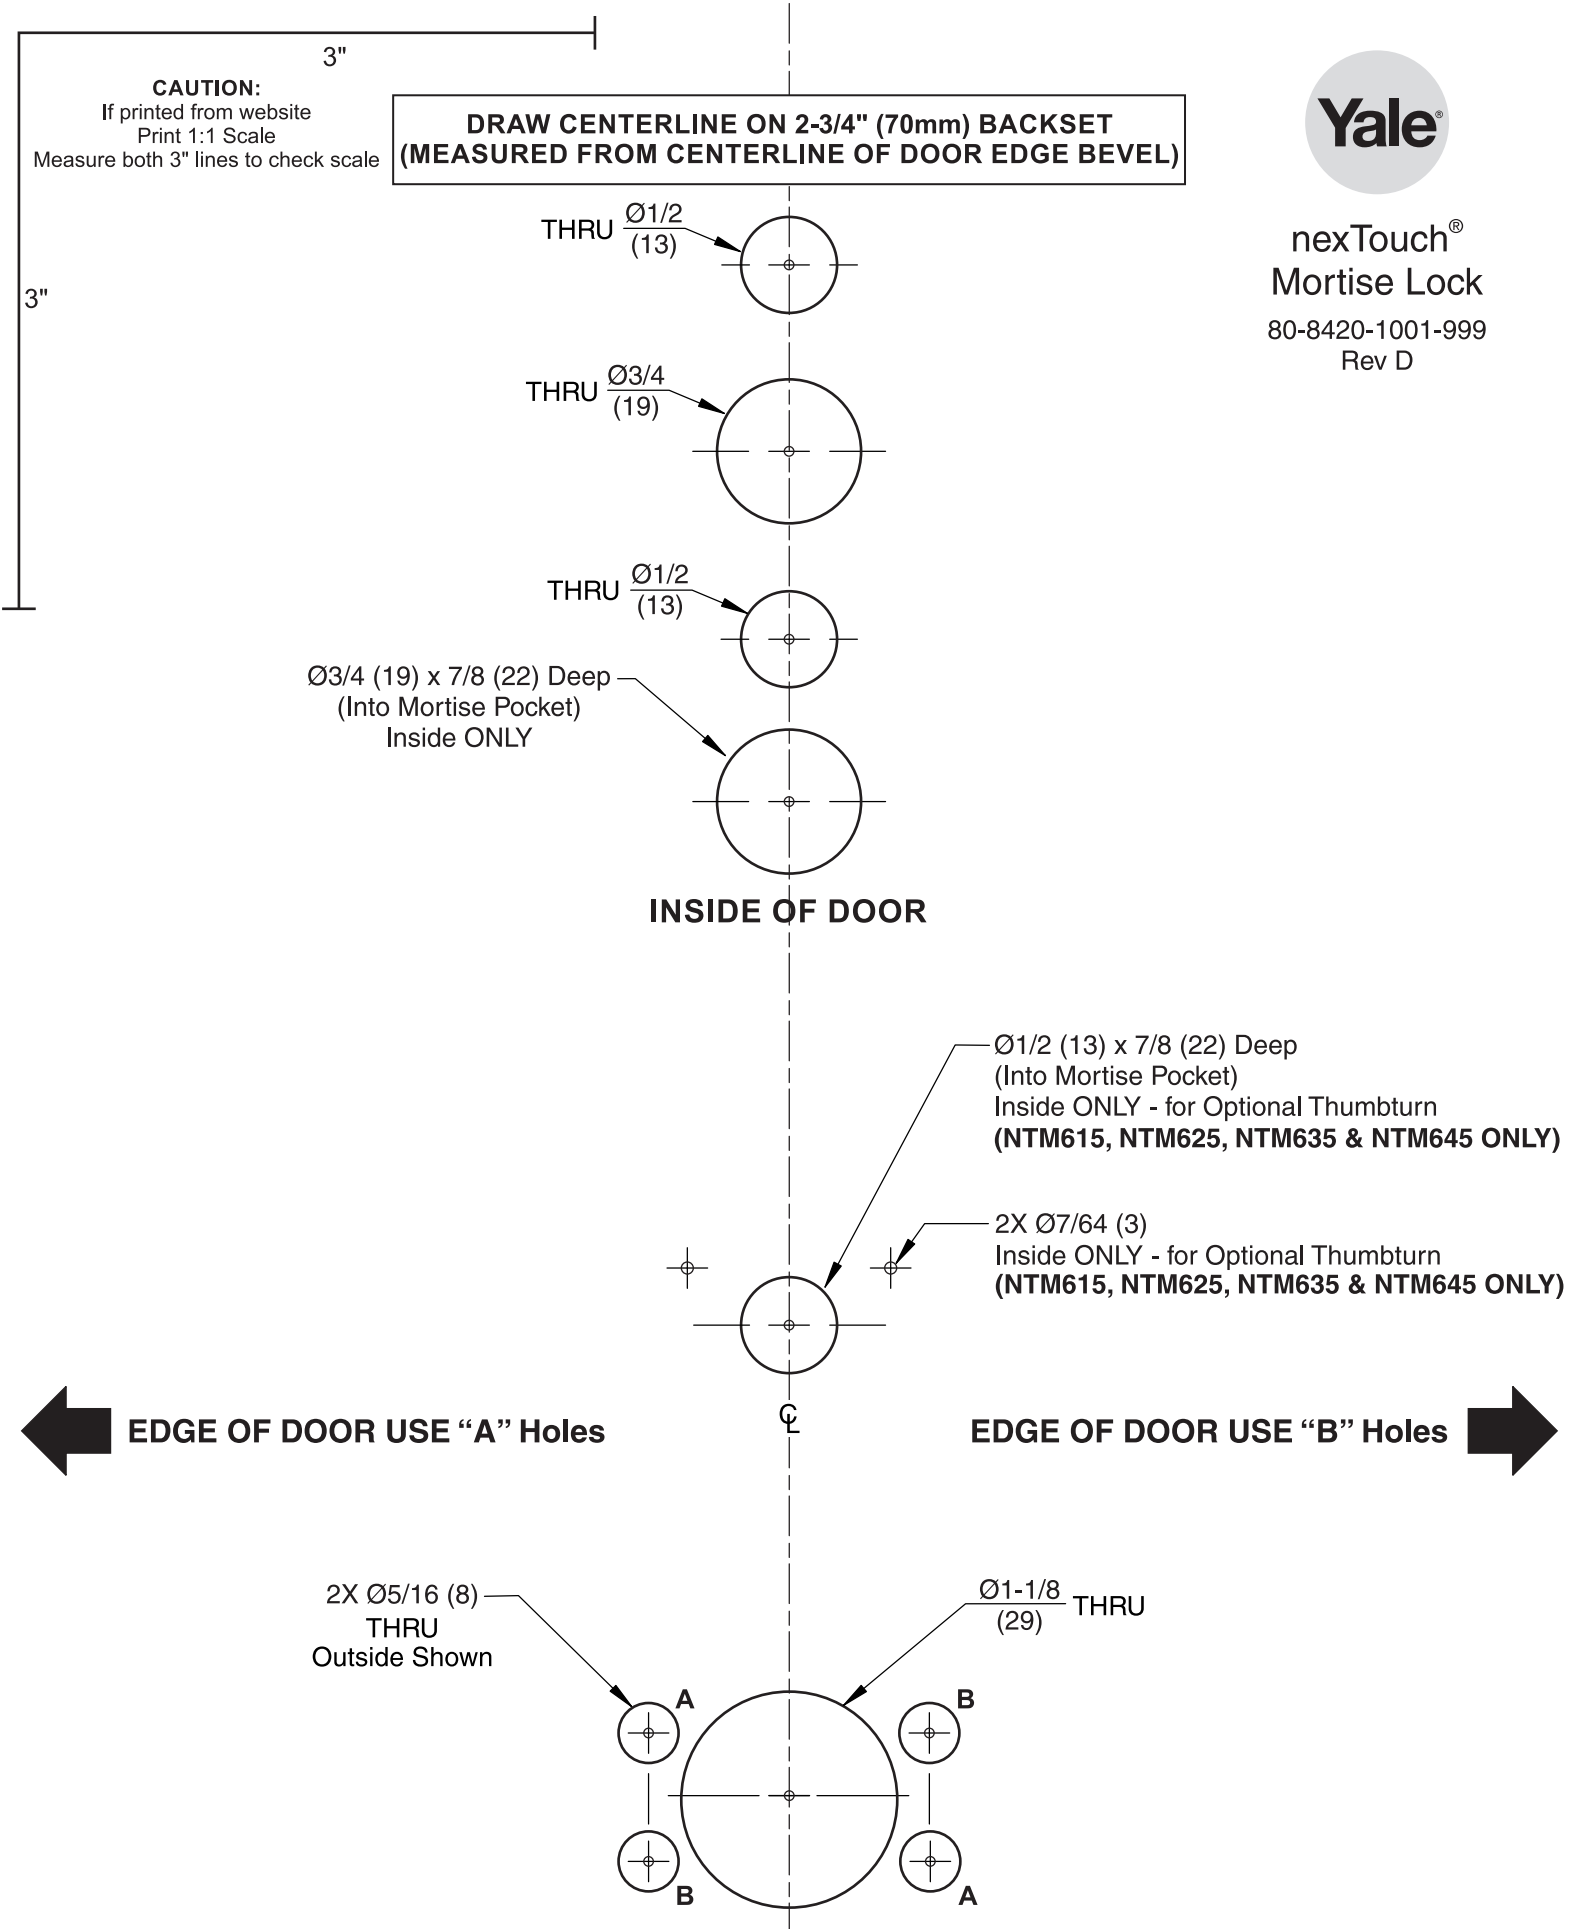 3"
CAUTION:
If printed from website
Print 1:1 Scale
Measure both 3" lines to check scale
DRAW CENTERLINE ON 2-3/4" (70mm) BACKSET
(MEASURED FROM CENTERLINE OF DOOR EDGE BEVEL)
Yale®
nexTouch®
Mortise Lock
80-8420-1001-999
Rev D
3"
THRU Ø1/2
(13)
THRU Ø3/4
(19)
THRU Ø1/2
(13)
Ø3/4 (19) x 7/8 (22) Deep
(Into Mortise Pocket)
Inside ONLY
INSIDE OF DOOR
Ø1/2 (13) x 7/8 (22) Deep
(Into Mortise Pocket)
Inside ONLY - for Optional Thumbturn
(NTM615, NTM625, NTM635 & NTM645 ONLY)
2X Ø7/64 (3)
Inside ONLY - for Optional Thumbturn
(NTM615, NTM625, NTM635 & NTM645 ONLY)
℄
EDGE OF DOOR USE “A” Holes
EDGE OF DOOR USE “B” Holes
2X Ø5/16 (8)
THRU
Outside Shown
Ø1-1/8 THRU
(29)
A
B
B
A